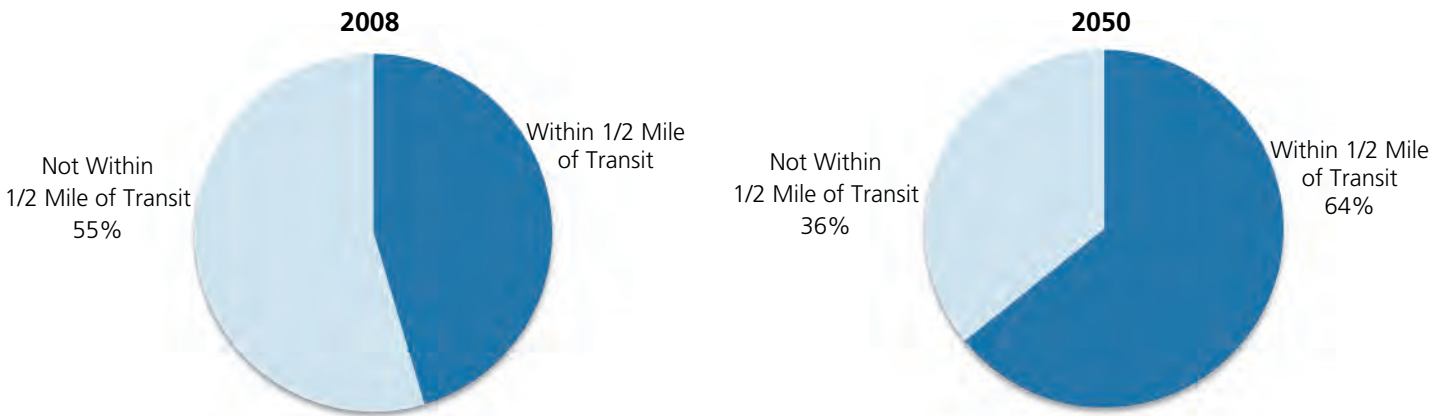 2008
Not Within
1/2 Mile of Transit
55%
Within 1/2 Mile
of Transit
2050
Not Within
1/2 Mile of Transit
36%
Within 1/2 Mile
of Transit
64%